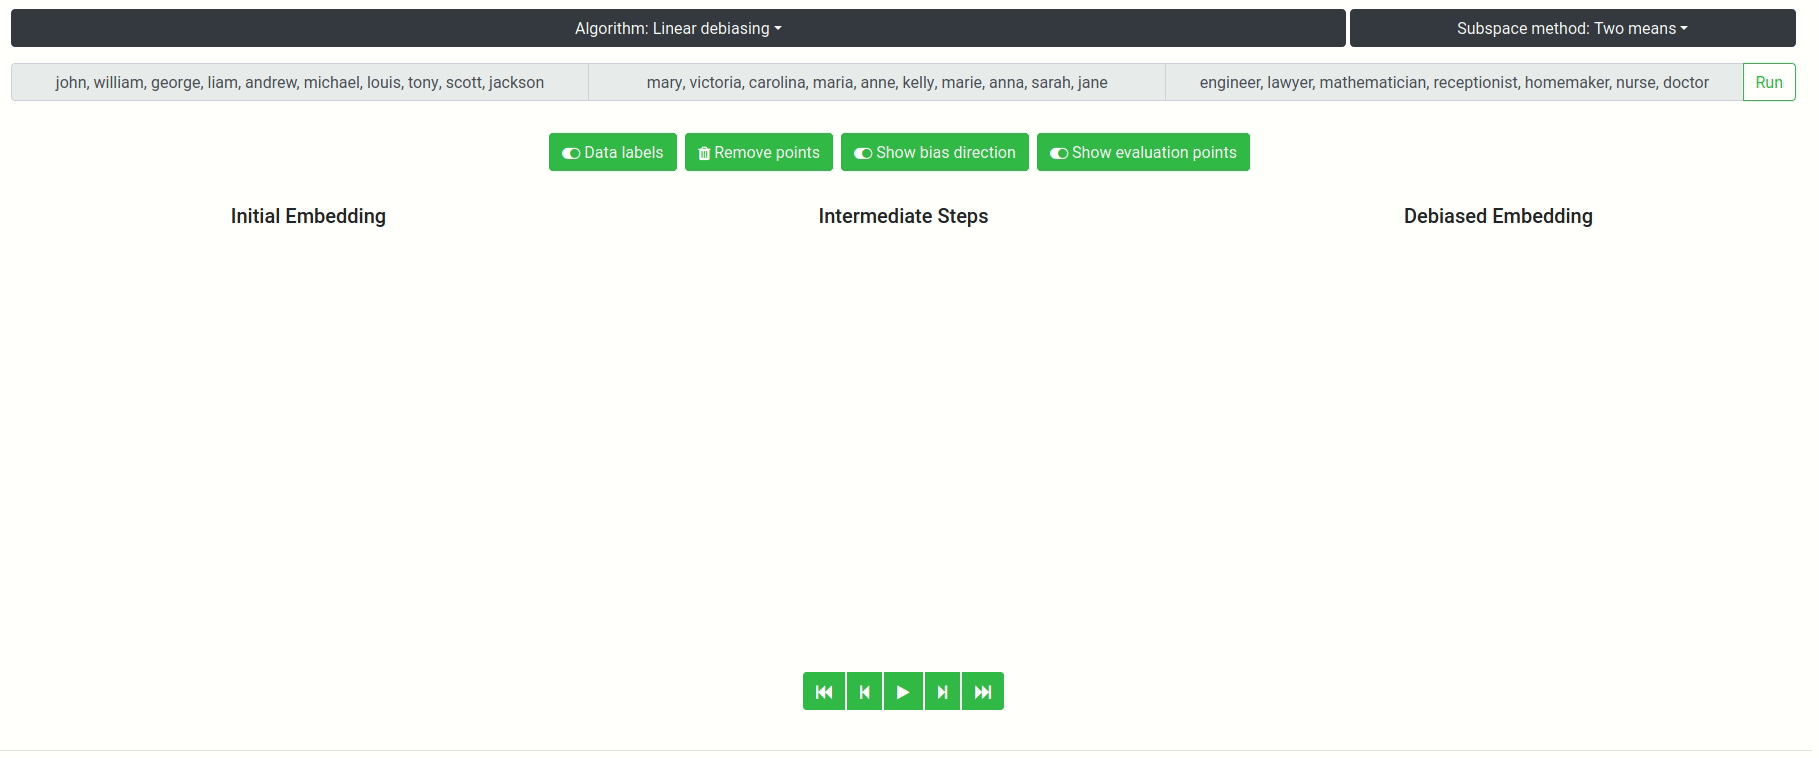 Algorithm: Linear debiasing Subspace method: Two means
john, william, george, liam, andrew, michael, louis, tony, scott, jackson mary, victoria, carolina, maria, anne, kelly, marie, anna, sarah, jane engineer, lawyer, mathematician, receptionist, homemaker, nurse, doctor Run
Data labels Remove points Show bias direction Show evaluation points
Initial Embedding Intermediate Steps Debiased Embedding